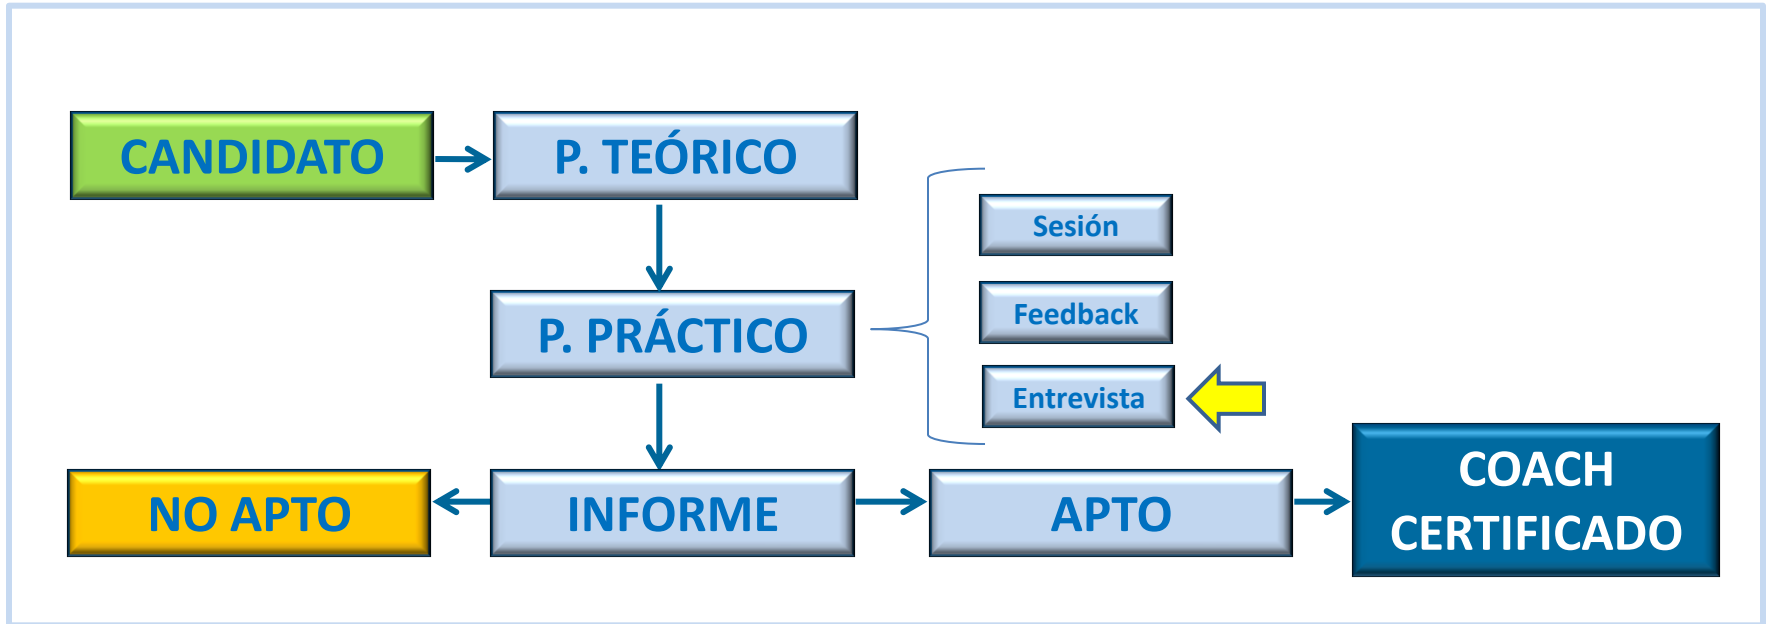 CANDIDATO
P. TEÓRICO
Sesión
Feedback
P. PRÁCTICO
Entrevista
NO APTO
INFORME
APTO
COACH
CERTIFICADO